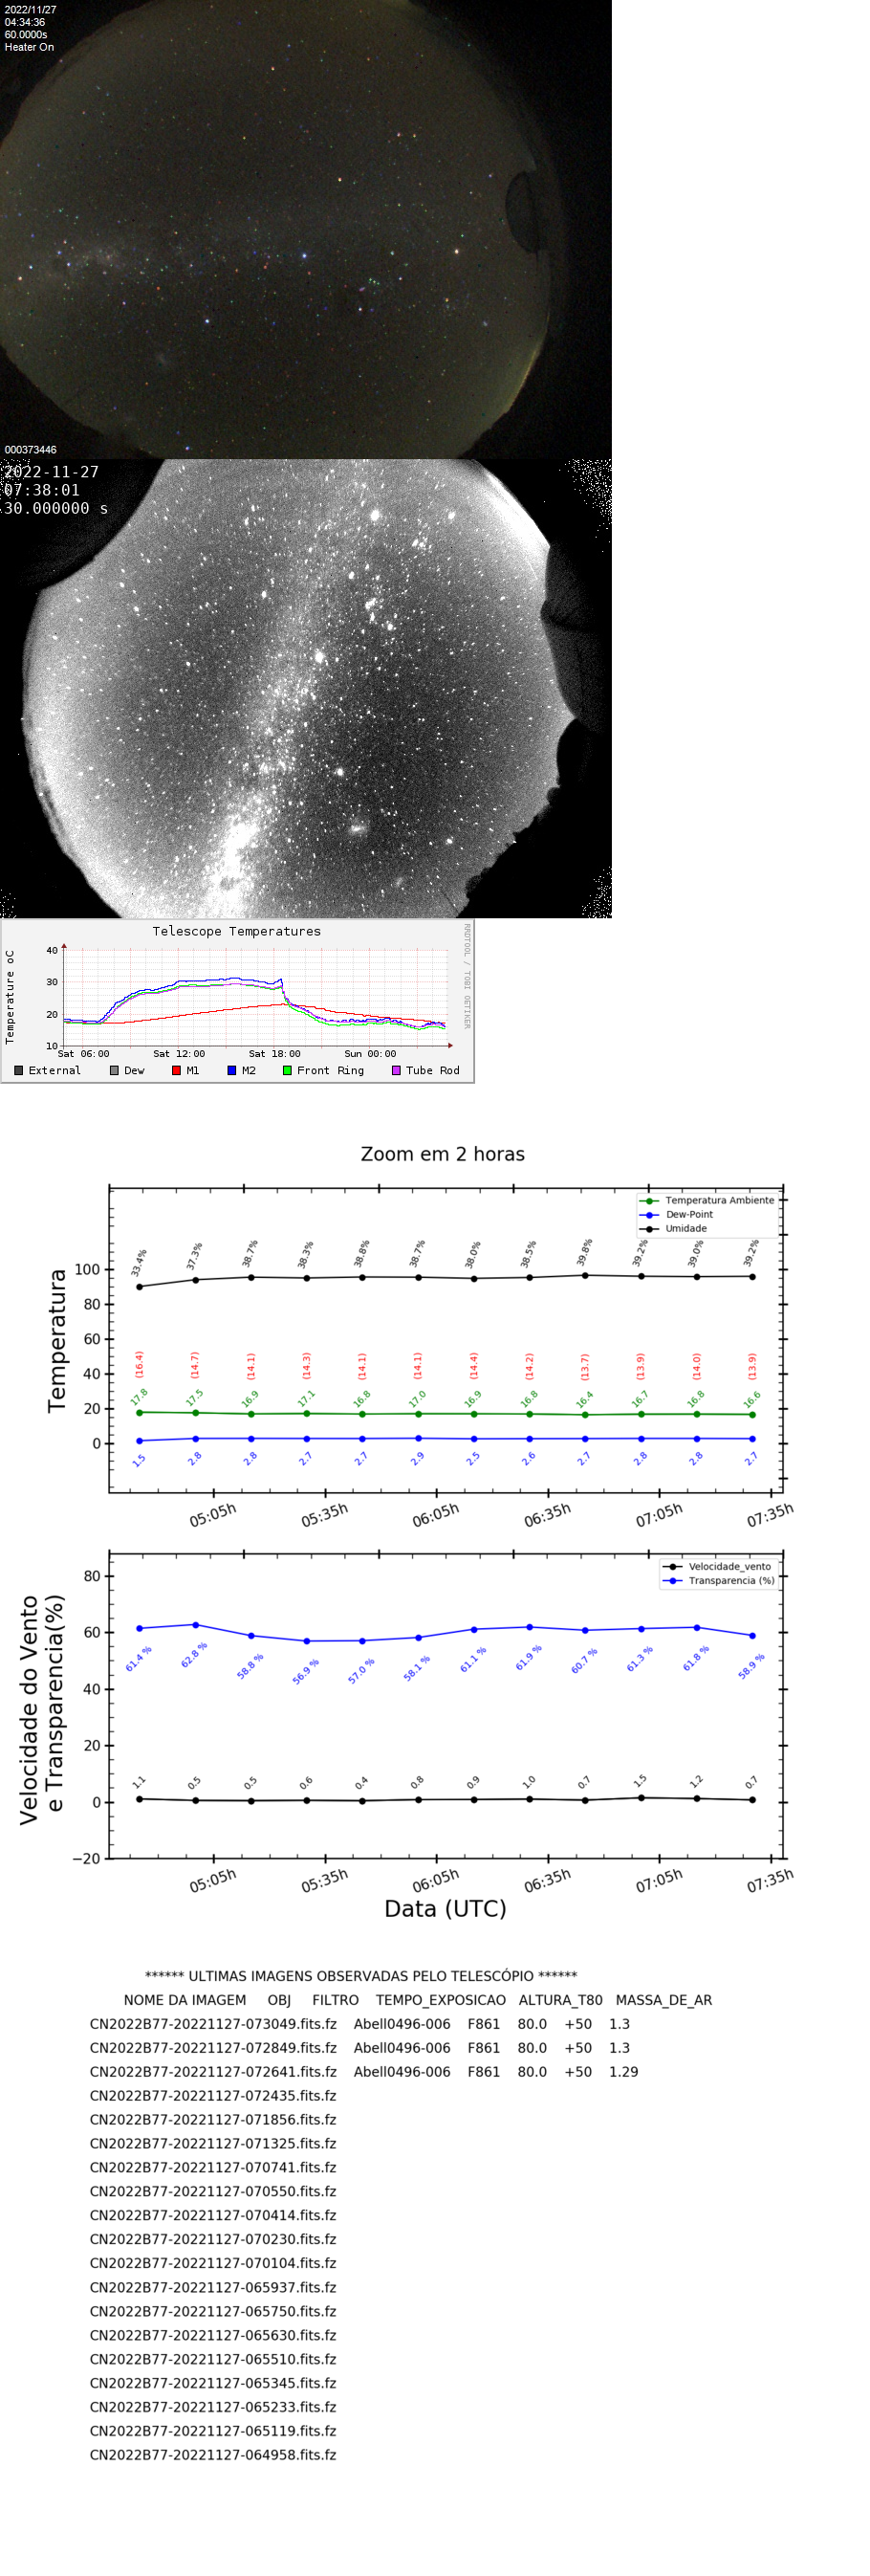 2022/11/27
04:34:36
60.0000s
Heater On
000373446
2022-11-27
07:38:01
30.000000 s
Telescope Temperatures
RRDTOOL / TOBI OETIKER
Temperature oC
40
30
20
10
Sat 06:00 Sat 12:00 Sat 18:00 Sun 00:00
External Dew M1 M2 Front Ring Tube Rod
Zoom em 2 horas
Temperatura Ambiente
Dew-Point
Umidade
Temperatura
100
80
60
40
20
0
33.4% 37.3% 38.7% 38.3% 38.8% 38.7% 38.0% 38.5% 39.8% 39.2% 39.0% 39.2%
(16.4) (14.7) (14.1) (14.3) (14.1) (14.1) (14.4) (14.2) (13.7) (13.9) (14.0) (13.9)
17.8 17.5 16.9 17.1 16.8 17.0 16.9 16.8 16.4 16.7 16.8 16.6
1.5 2.8 2.8 2.7 2.7 2.9 2.5 2.6 2.7 2.8 2.8 2.7
05:05h 05:35h 06:05h 06:35h 07:05h 07:35h
Velocidade_vento
Transparencia (%)
Velocidade do Vento
e Transparencia(%)
80
60
40
20
0
−20
61.4 % 62.8 % 58.8 % 56.9 % 57.0 % 58.1 % 61.1 % 61.9 % 60.7 % 61.3 % 61.8 % 58.9 %
1.1 0.5 0.5 0.6 0.4 0.8 0.9 1.0 0.7 1.5 1.2 0.7
05:05h 05:35h 06:05h 06:35h 07:05h 07:35h
Data (UTC)
****** ULTIMAS IMAGENS OBSERVADAS PELO TELESCÓPIO ******
NOME DA IMAGEM OBJ FILTRO TEMPO_EXPOSICAO ALTURA_T80 MASSA_DE_AR
CN2022B77-20221127-073049.fits.fz Abell0496-006 F861 80.0 +50 1.3
CN2022B77-20221127-072849.fits.fz Abell0496-006 F861 80.0 +50 1.3
CN2022B77-20221127-072641.fits.fz Abell0496-006 F861 80.0 +50 1.29
CN2022B77-20221127-072435.fits.fz
CN2022B77-20221127-071856.fits.fz
CN2022B77-20221127-071325.fits.fz
CN2022B77-20221127-070741.fits.fz
CN2022B77-20221127-070550.fits.fz
CN2022B77-20221127-070414.fits.fz
CN2022B77-20221127-070230.fits.fz
CN2022B77-20221127-070104.fits.fz
CN2022B77-20221127-065937.fits.fz
CN2022B77-20221127-065750.fits.fz
CN2022B77-20221127-065630.fits.fz
CN2022B77-20221127-065510.fits.fz
CN2022B77-20221127-065345.fits.fz
CN2022B77-20221127-065233.fits.fz
CN2022B77-20221127-065119.fits.fz
CN2022B77-20221127-064958.fits.fz